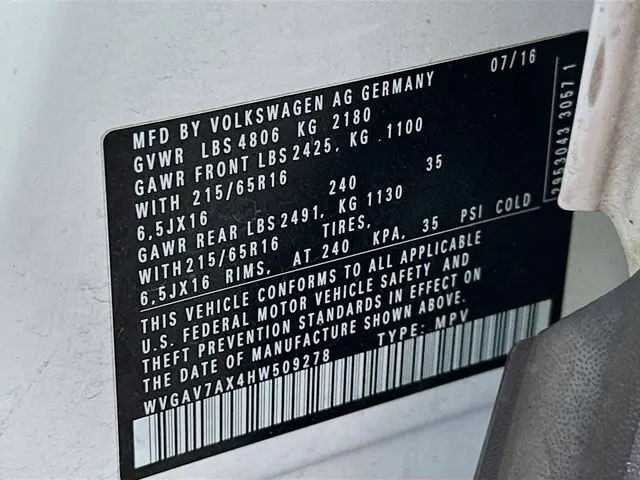 07/16
MFD BY VOLKSWAGEN AG GERMANY
GVWR LBS 4806 KG 2180
GAWR FRONT LBS 2425, KG 1100
WITH 215/65R16 240 35
6,5JX16
GAWR REAR LBS 2491, KG 1130
WITH 215/65R16 TIRES,
6,5JX16 RIMS, AT 240 KPA, 35 PSI COLD
THIS VEHICLE CONFORMS TO ALL APPLICABLE
U.S. FEDERAL MOTOR VEHICLE SAFETY AND
THEFT PREVENTION STANDARDS IN EFFECT ON
THE DATE OF MANUFACTURE SHOWN ABOVE.
WVGAV7AX4HW509278 TYPE: MPV
2853043 3057 1